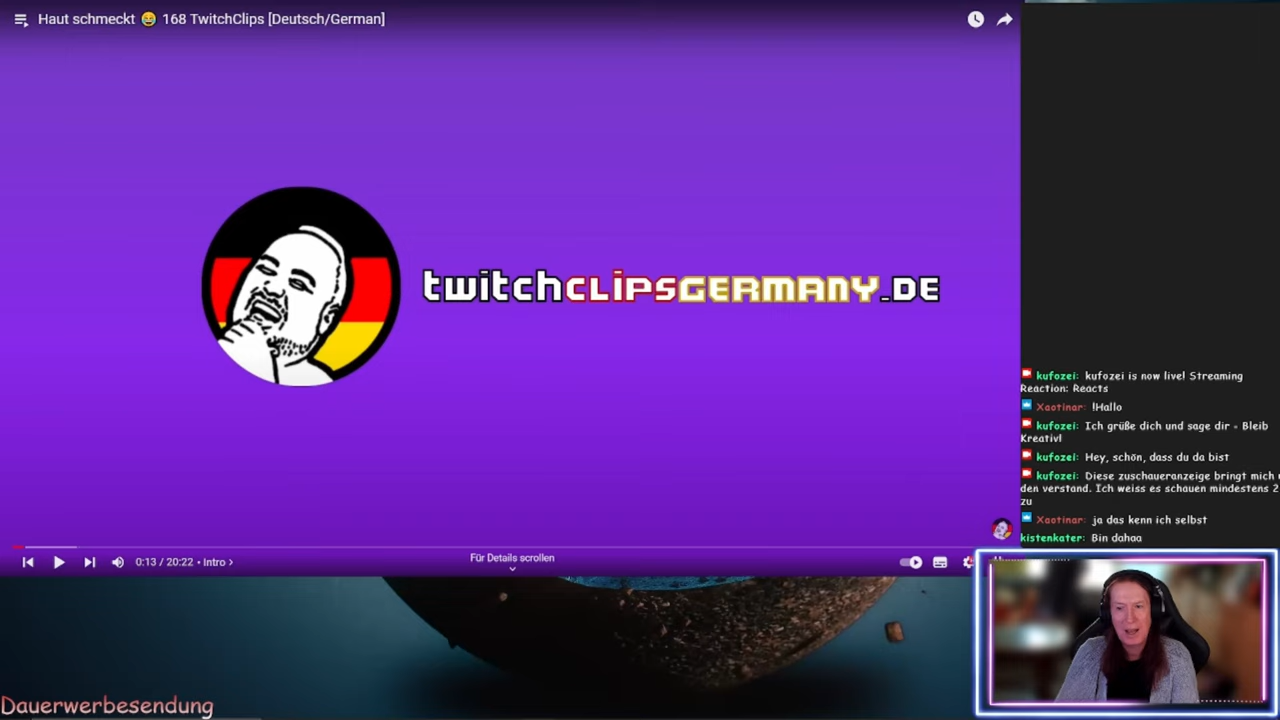 Haut schmeckt 😄 168 TwitchClips [Deutsch/German]
twitchCLiPSGERMANY.DE
kufozei: kufozei is now live! Streaming
Reaction: Reacts
Xaotinar: !Hallo
kufozei: Ich grüße dich und sage dir - Bleib
Kreativ!
kufozei: Hey, schön, dass du da bist
kufozei: Diese zuschaueranzeige bringt mich
den verstand. Ich weiss es schauen mindestens 2
zu
Xaotinar: ja das kenn ich selbst
kistenkater: Bin dahaa
0:13 / 20:22 • Intro ›
Für Details scrollen
Dauerwerbesendung